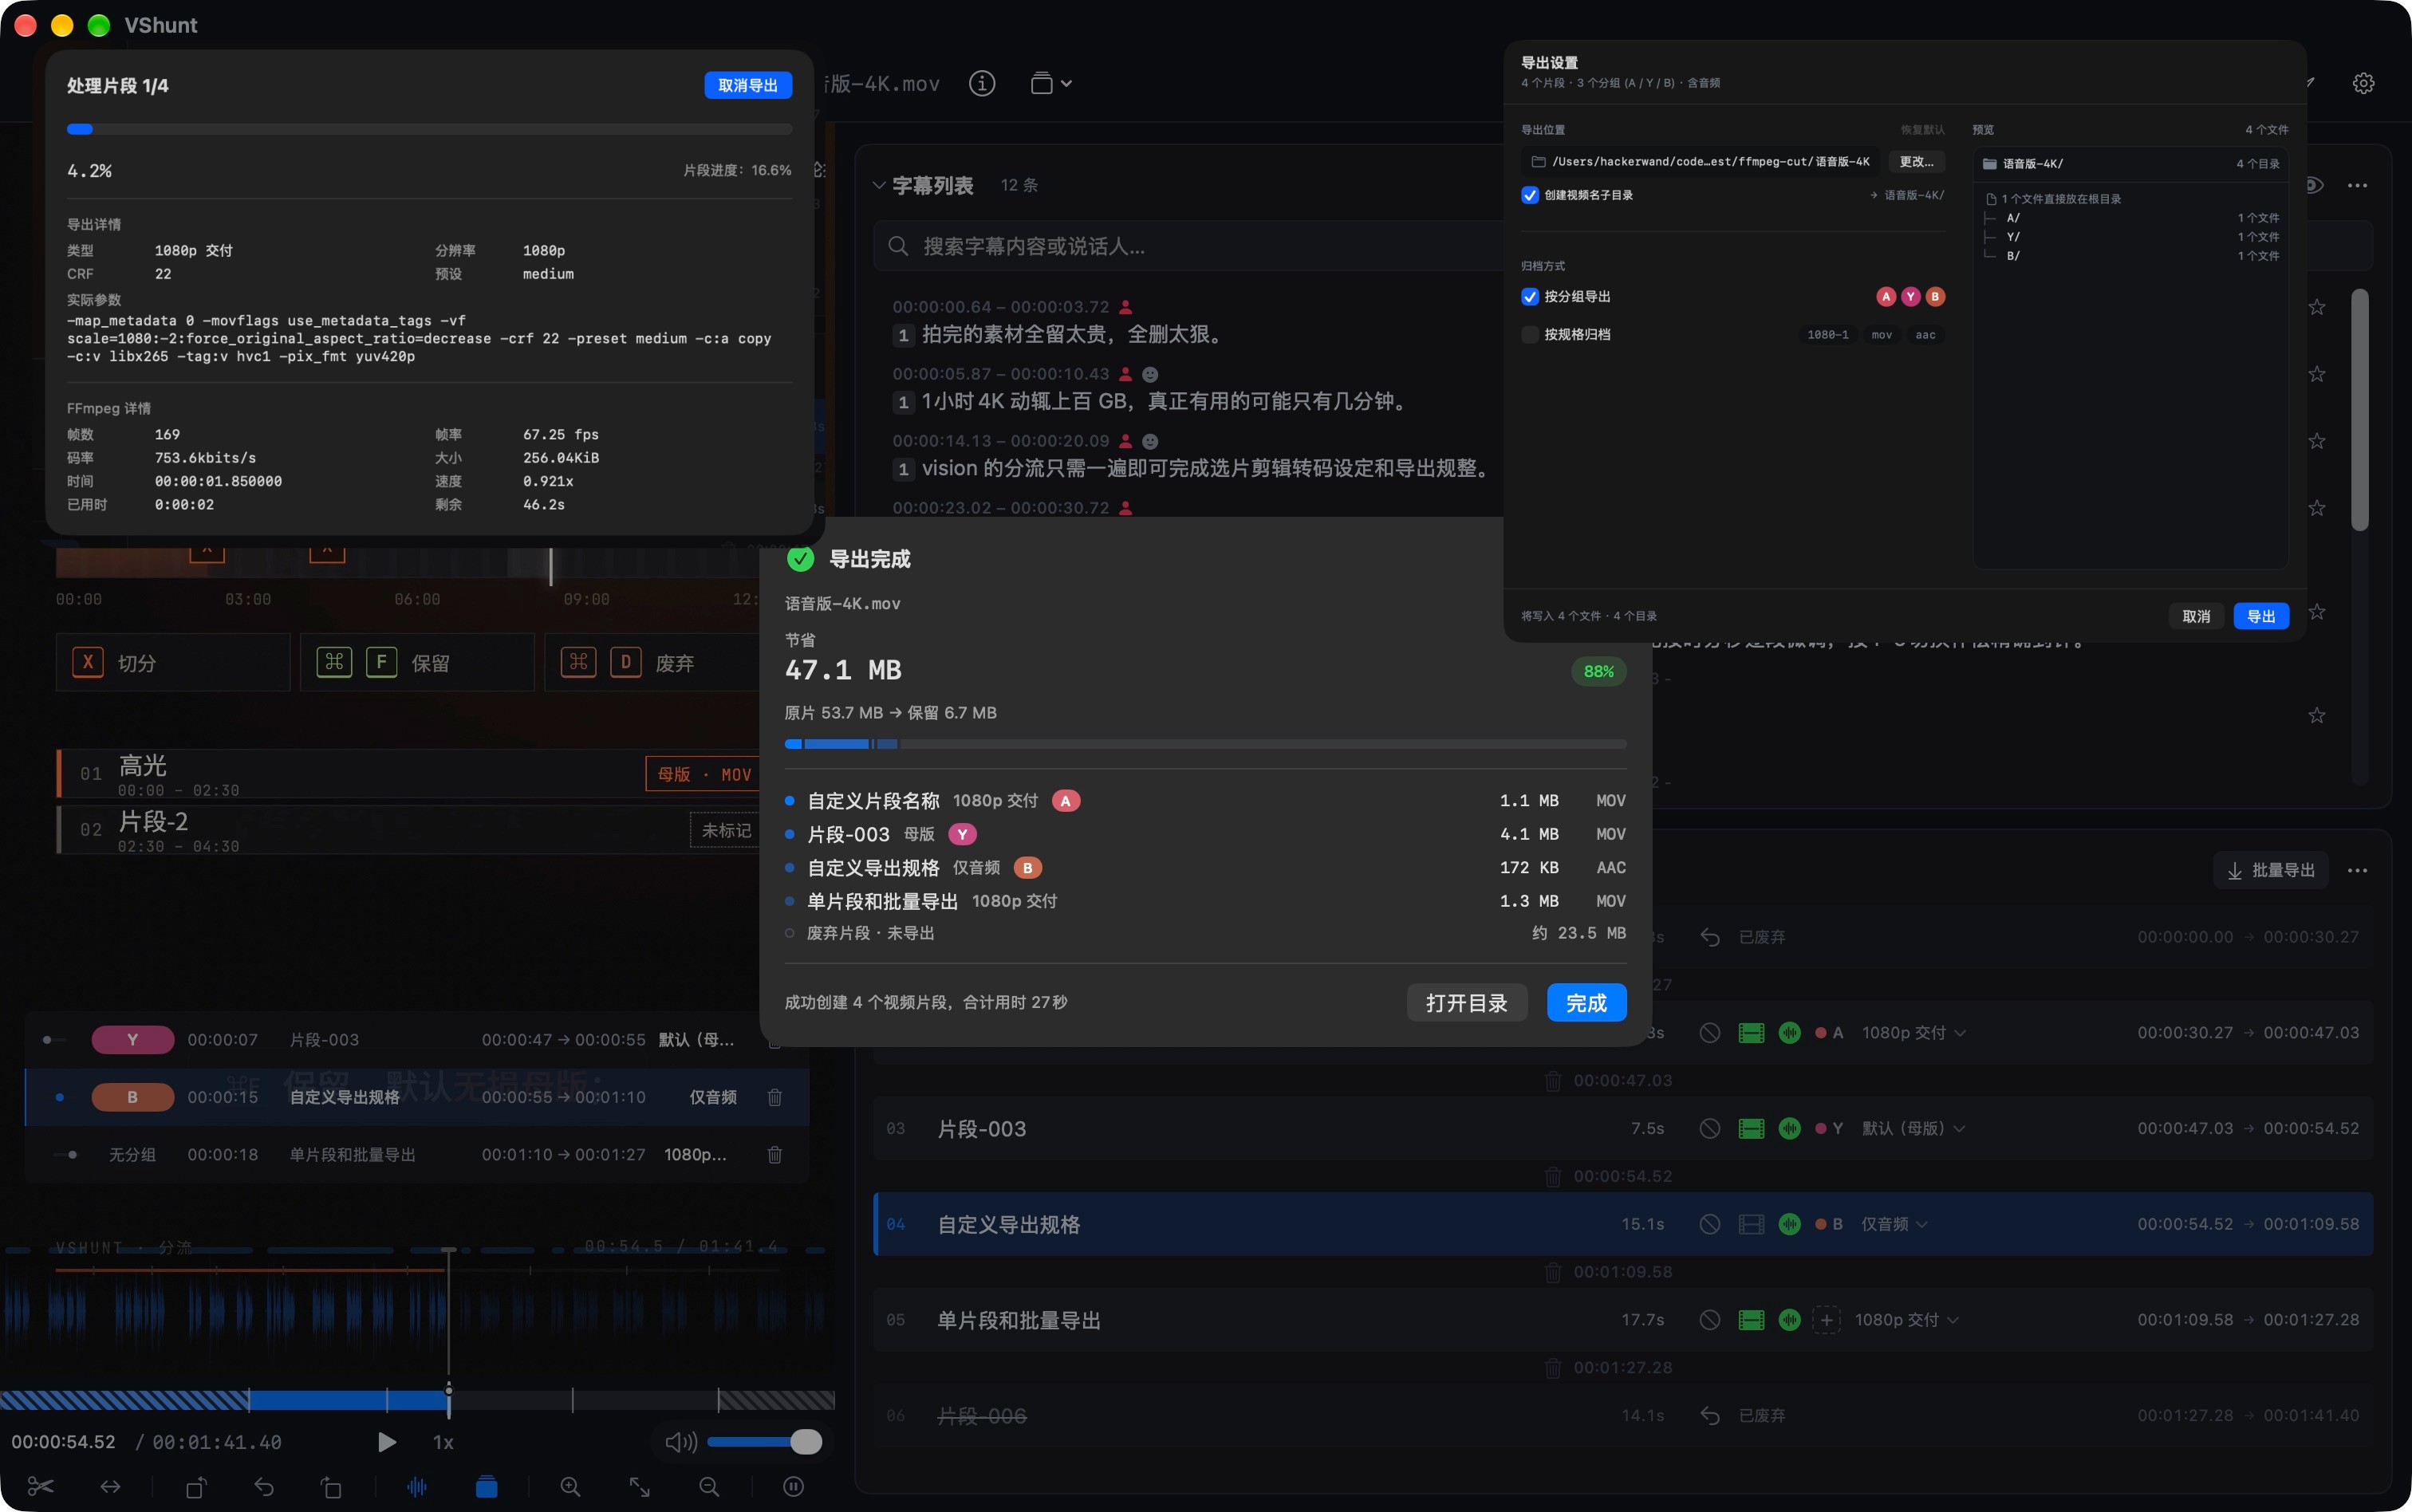 VShunt
处理片段 1/4
取消导出
4.2%
片段进度：16.6%
导出详情
类型 1080p 交付 分辨率 1080p
CRF 22 预设 medium
实际参数
-map_metadata 0 -movflags use_metadata_tags -vf
scale=1080:-2:force_original_aspect_ratio=decrease -crf 22 -preset medium -c:a copy
-c:v libx265 -tag:v hvc1 -pix_fmt yuv420p
FFmpeg 详情
帧数 169 帧率 67.25 fps
码率 753.6kbits/s 大小 256.04KiB
时间 00:00:01.850000 速度 0.921x
已用时 0:00:02 剩余 46.2s
版-4K.mov
字幕列表 12 条
搜索字幕内容或说话人...
00:00:00.64 – 00:00:03.72
1 拍完的素材全留太贵，全删太狠。
00:00:05.87 – 00:00:10.43
1 1小时 4K 动辄上百 GB，真正有用的可能只有几分钟。
00:00:14.13 – 00:00:20.09
1 vision 的分流只需一遍即可完成选片剪辑转码设定和导出规整。
00:00:23.02 – 00:00:30.72
导出设置
4 个片段 · 3 个分组 (A / Y / B) · 含音频
导出位置 恢复默认
/Users/hackerwand/code…est/ffmpeg-cut/语音版-4K 更改...
创建视频名子目录 → 语音版-4K/
归档方式
按分组导出 A Y B
按规格归档 1080-1 mov aac
预览 4 个文件
语音版-4K/ 4 个目录
1 个文件直接放在根目录
A/ 1 个文件
Y/ 1 个文件
B/ 1 个文件
将写入 4 个文件 · 4 个目录
取消 导出
导出完成
语音版-4K.mov
节省
47.1 MB
88%
原片 53.7 MB → 保留 6.7 MB
自定义片段名称 1080p 交付 A 1.1 MB MOV
片段-003 母版 Y 4.1 MB MOV
自定义导出规格 仅音频 B 172 KB AAC
单片段和批量导出 1080p 交付 1.3 MB MOV
废弃片段 · 未导出 约 23.5 MB
成功创建 4 个视频片段，合计用时 27秒
打开目录 完成
00:00 03:00 06:00 09:00 12:
X 切分 ⌘ F 保留 ⌘ D 废弃
01 高光 母版 · MOV
00:00 – 02:30
02 片段-2 未标记
02:30 – 04:30
Y 00:00:07 片段-003 00:00:47 → 00:00:55 默认（母...
⌘F 保留 默认无损母版
B 00:00:15 自定义导出规格 00:00:55 → 00:01:10 仅音频
无分组 00:00:18 单片段和批量导出 00:01:10 → 00:01:27 1080p...
VSHUNT · 分流 00:54.5 / 01:41.4
00:00:54.52 / 00:01:41.40 1x
批量导出
已废弃 00:00:00.00 → 00:00:30.27
A 1080p 交付 00:00:30.27 → 00:00:47.03
00:00:47.03
03 片段-003 7.5s Y 默认（母版） 00:00:47.03 → 00:00:54.52
00:00:54.52
04 自定义导出规格 15.1s B 仅音频 00:00:54.52 → 00:01:09.58
00:01:09.58
05 单片段和批量导出 17.7s 1080p 交付 00:01:09.58 → 00:01:27.28
00:01:27.28
06 片段-006 14.1s 已废弃 00:01:27.28 → 00:01:41.40